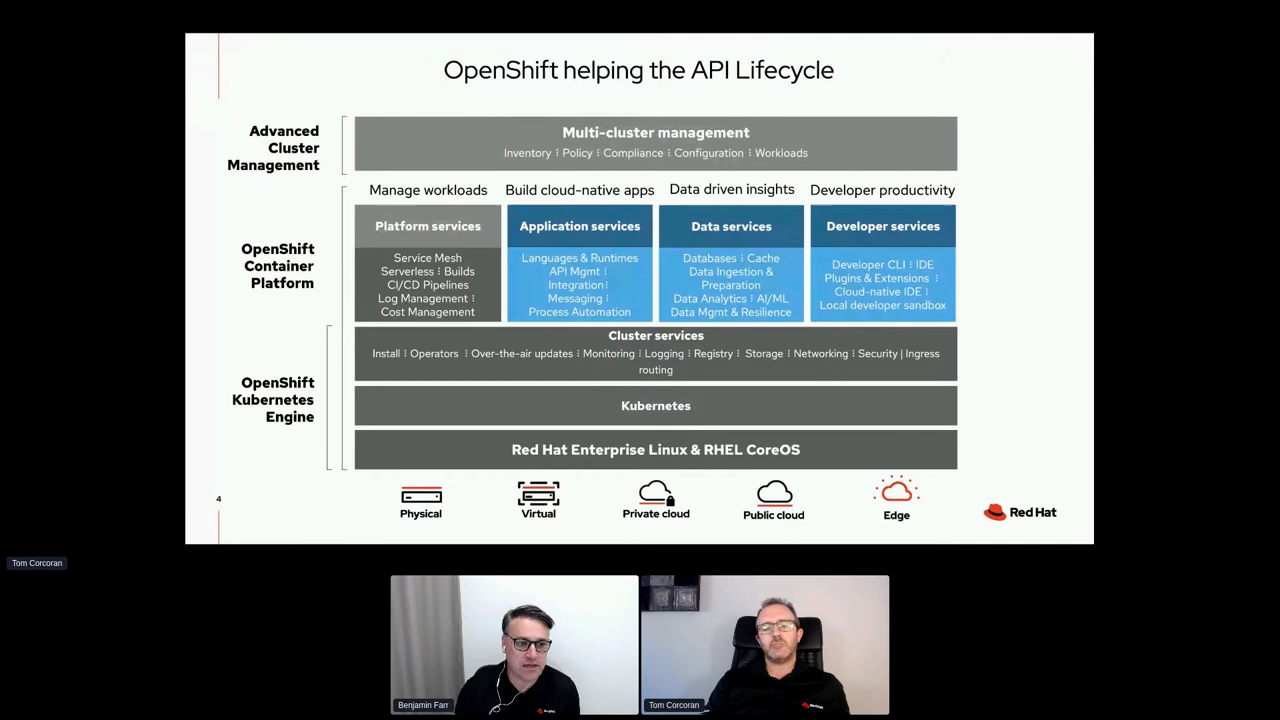 OpenShift helping the API Lifecycle
Advanced
Cluster
Management
Multi-cluster management
Inventory ⋮ Policy ⋮ Compliance ⋮ Configuration ⋮ Workloads
Manage workloads
Build cloud-native apps
Data driven insights
Developer productivity
OpenShift
Container
Platform
Platform services
Service Mesh
Serverless ⋮ Builds
CI/CD Pipelines
Log Management ⋮
Cost Management
Application services
Languages & Runtimes
API Mgmt ⋮
Integration⋮
Messaging ⋮
Process Automation
Data services
Databases ⋮ Cache
Data Ingestion &
Preparation
Data Analytics ⋮ AI/ML
Data Mgmt & Resilience
Developer services
Developer CLI ⋮ IDE
Plugins & Extensions ⋮
Cloud-native IDE ⋮
Local developer sandbox
OpenShift
Kubernetes
Engine
Cluster services
Install ⋮ Operators ⋮ Over-the-air updates ⋮ Monitoring ⋮ Logging ⋮ Registry ⋮ Storage ⋮ Networking ⋮ Security | Ingress
routing
Kubernetes
Red Hat Enterprise Linux & RHEL CoreOS
Physical
Virtual
Private cloud
Public cloud
Edge
4
Red Hat
Tom Corcoran
Benjamin Farr
Tom Corcoran